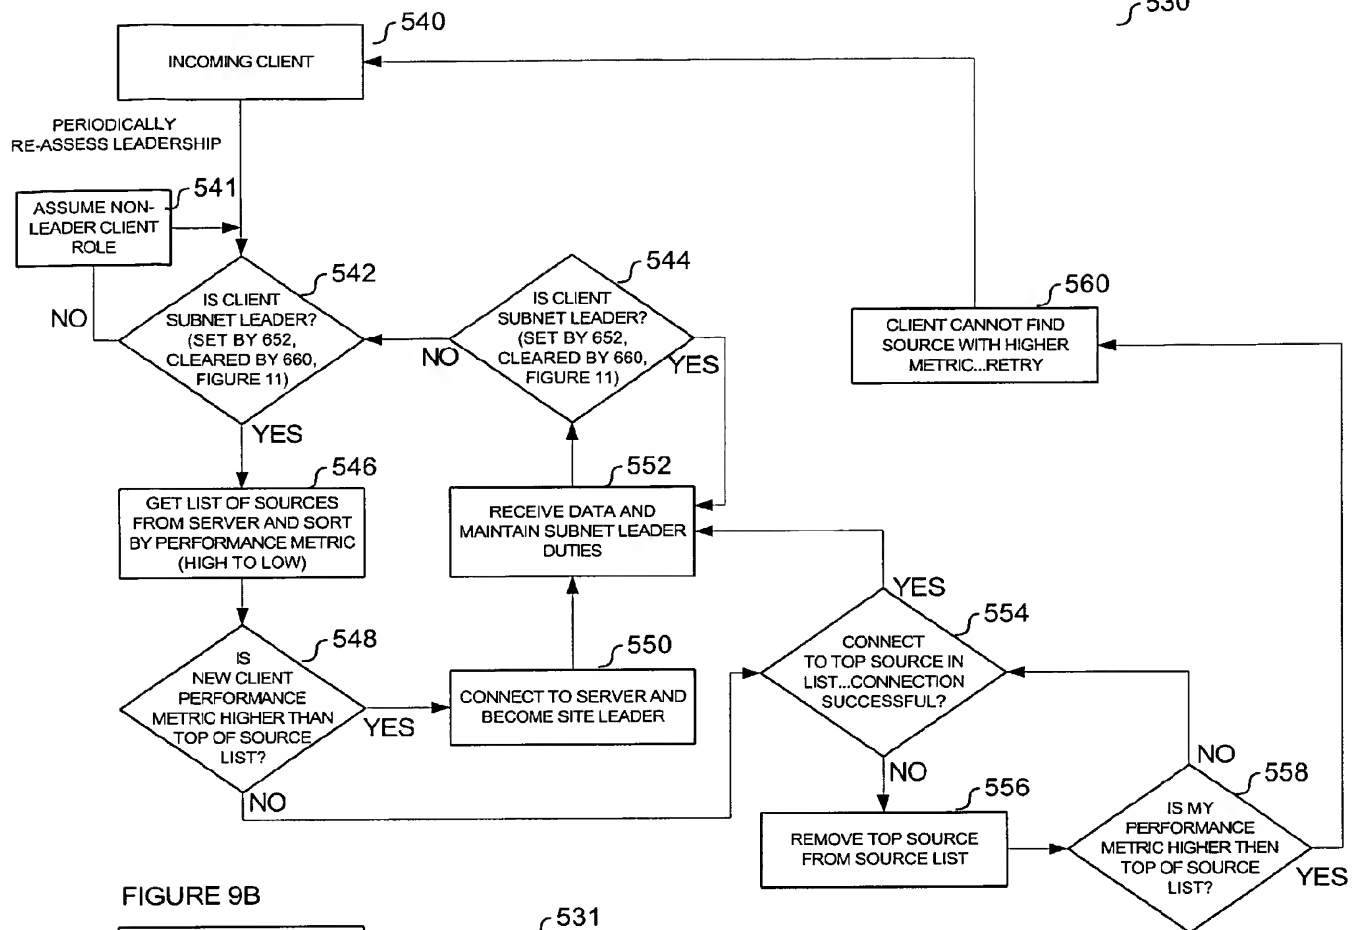 530
540
INCOMING CLIENT
PERIODICALLY
RE-ASSESS LEADERSHIP
541
ASSUME NON-
LEADER CLIENT
ROLE
542
IS CLIENT
SUBNET LEADER?
(SET BY 652,
CLEARED BY 660,
FIGURE 11)
NO
YES
544
IS CLIENT
SUBNET LEADER?
(SET BY 652,
CLEARED BY 660,
FIGURE 11)
NO
YES
560
CLIENT CANNOT FIND
SOURCE WITH HIGHER
METRIC...RETRY
546
GET LIST OF SOURCES
FROM SERVER AND SORT
BY PERFORMANCE METRIC
(HIGH TO LOW)
552
RECEIVE DATA AND
MAINTAIN SUBNET LEADER
DUTIES
548
IS
NEW CLIENT
PERFORMANCE
METRIC HIGHER THAN
TOP OF SOURCE
LIST?
YES
NO
550
CONNECT TO SERVER AND
BECOME SITE LEADER
554
CONNECT
TO TOP SOURCE IN
LIST...CONNECTION
SUCCESSFUL?
YES
NO
556
REMOVE TOP SOURCE
FROM SOURCE LIST
558
IS MY
PERFORMANCE
METRIC HIGHER THEN
TOP OF SOURCE
LIST?
NO
YES
FIGURE 9B
531